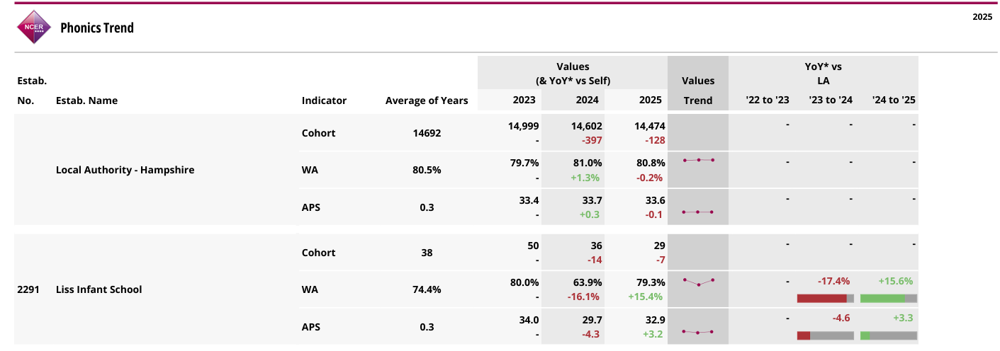 2025
NCER
Phonics Trend
Values YoY* vs
Estab. (& YoY* vs Self) Values LA
No. Estab. Name Indicator Average of Years 2023 2024 2025 Trend '22 to '23 '23 to '24 '24 to '25
14,999 14,602 14,474 - - -
Cohort 14692
- -397 -128
79.7% 81.0% 80.8% - - -
Local Authority - Hampshire WA 80.5%
- +1.3% -0.2%
33.4 33.7 33.6 - - -
APS 0.3
- +0.3 -0.1
50 36 29 - - -
Cohort 38
- -14 -7
80.0% 63.9% 79.3% - -17.4% +15.6%
2291 Liss Infant School WA 74.4%
- -16.1% +15.4%
34.0 29.7 32.9 - -4.6 +3.3
APS 0.3
- -4.3 +3.2